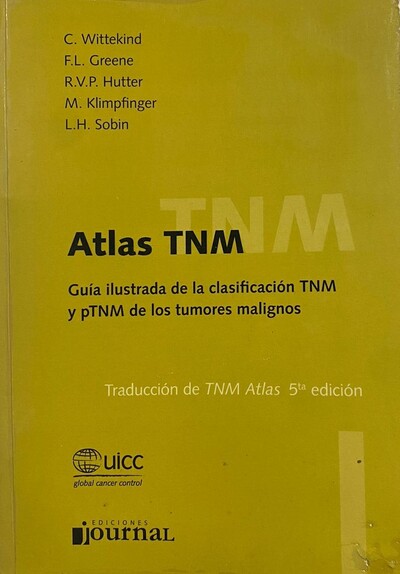 C. Wittekind
F.L. Greene
R.V.P. Hutter
M. Klimpfinger
L.H. Sobin
TNM
Atlas TNM
Guía ilustrada de la clasificación TNM
y pTNM de los tumores malignos
Traducción de TNM Atlas 5ta edición
uicc
global cancer control
EDICIONES
Journal